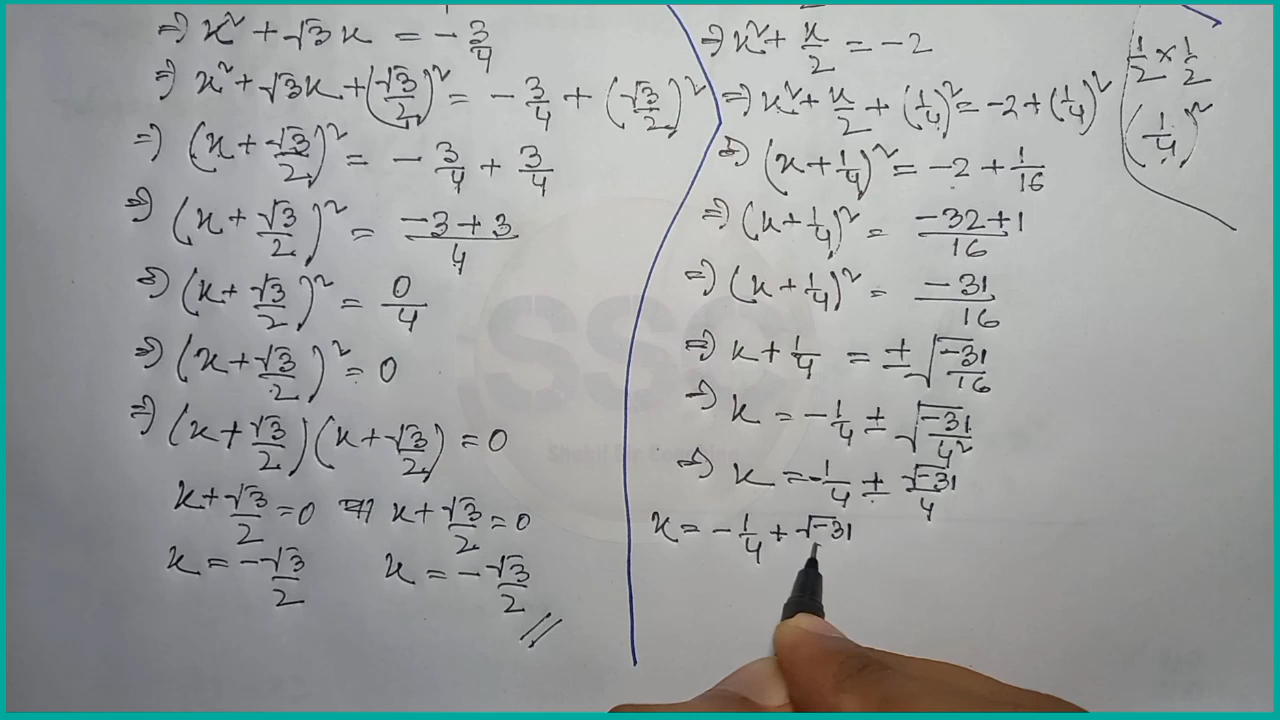 ⇒ x² + √3x = -3/4
⇒ x² + √3x + (√3/2)² = -3/4 + (√3/2)²
⇒ (x + √3/2)² = -3/4 + 3/4
⇒ (x + √3/2)² = (-3+3)/4
⇒ (x + √3/2)² = 0/4
⇒ (x + √3/2)² = 0
⇒ (x + √3/2)(x + √3/2) = 0
x + √3/2 = 0 বা x + √3/2 = 0
x = -√3/2 x = -√3/2 //
⇒ x² + x/2 = -2
⇒ x² + x/2 + (1/4)² = -2 + (1/4)²
⇒ (x + 1/4)² = -2 + 1/16
⇒ (x + 1/4)² = (-32+1)/16
⇒ (x + 1/4)² = -31/16
⇒ x + 1/4 = ±√(-31/16)
⇒ x = -1/4 ± √(-31/4²)
⇒ x = -1/4 ± √-31/4
x = -1/4 + √-31
1/2 × 1/2
(1/4)²
SSC